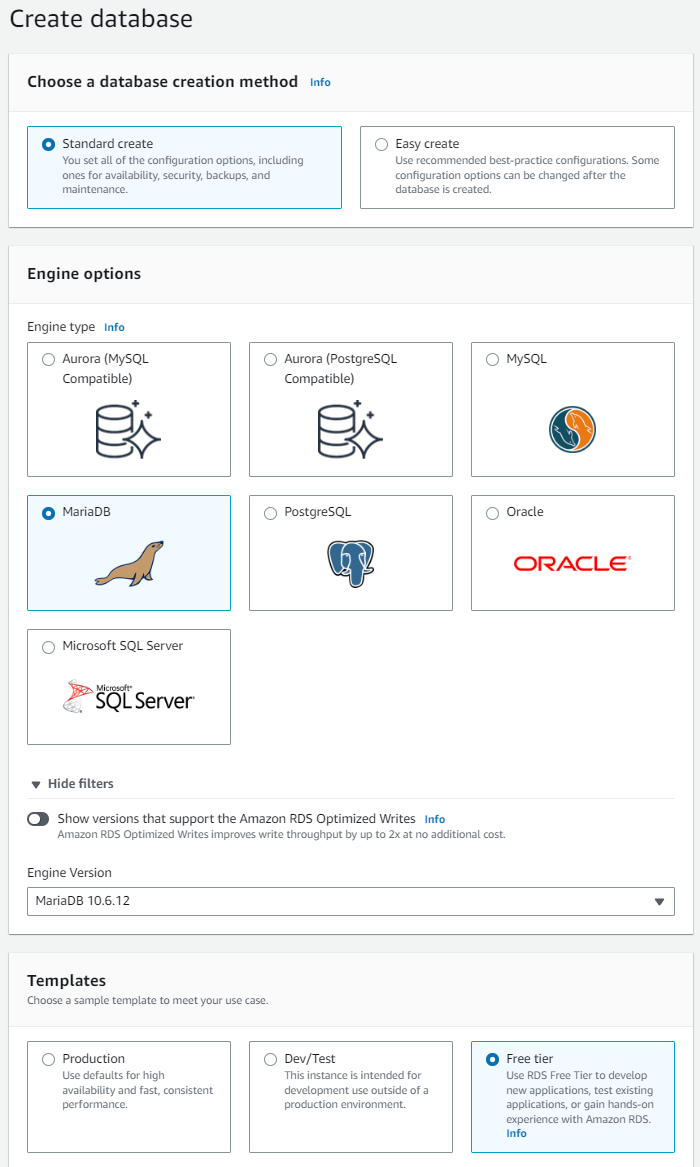 Create database
Choose a database creation method Info
Standard create
You set all of the configuration options, including
ones for availability, security, backups, and
maintenance.
Easy create
Use recommended best-practice configurations. Some
configuration options can be changed after the
database is created.
Engine options
Engine type Info
Aurora (MySQL
Compatible)
Aurora (PostgreSQL
Compatible)
MySQL
MariaDB
PostgreSQL
Oracle
ORACLE
Microsoft SQL Server
Microsoft
SQL Server
Hide filters
Show versions that support the Amazon RDS Optimized Writes Info
Amazon RDS Optimized Writes improves write throughput by up to 2x at no additional cost.
Engine Version
MariaDB 10.6.12
Templates
Choose a sample template to meet your use case.
Production
Use defaults for high
availability and fast, consistent
performance.
Dev/Test
This instance is intended for
development use outside of a
production environment.
Free tier
Use RDS Free Tier to develop
new applications, test existing
applications, or gain hands-on
experience with Amazon RDS.
Info